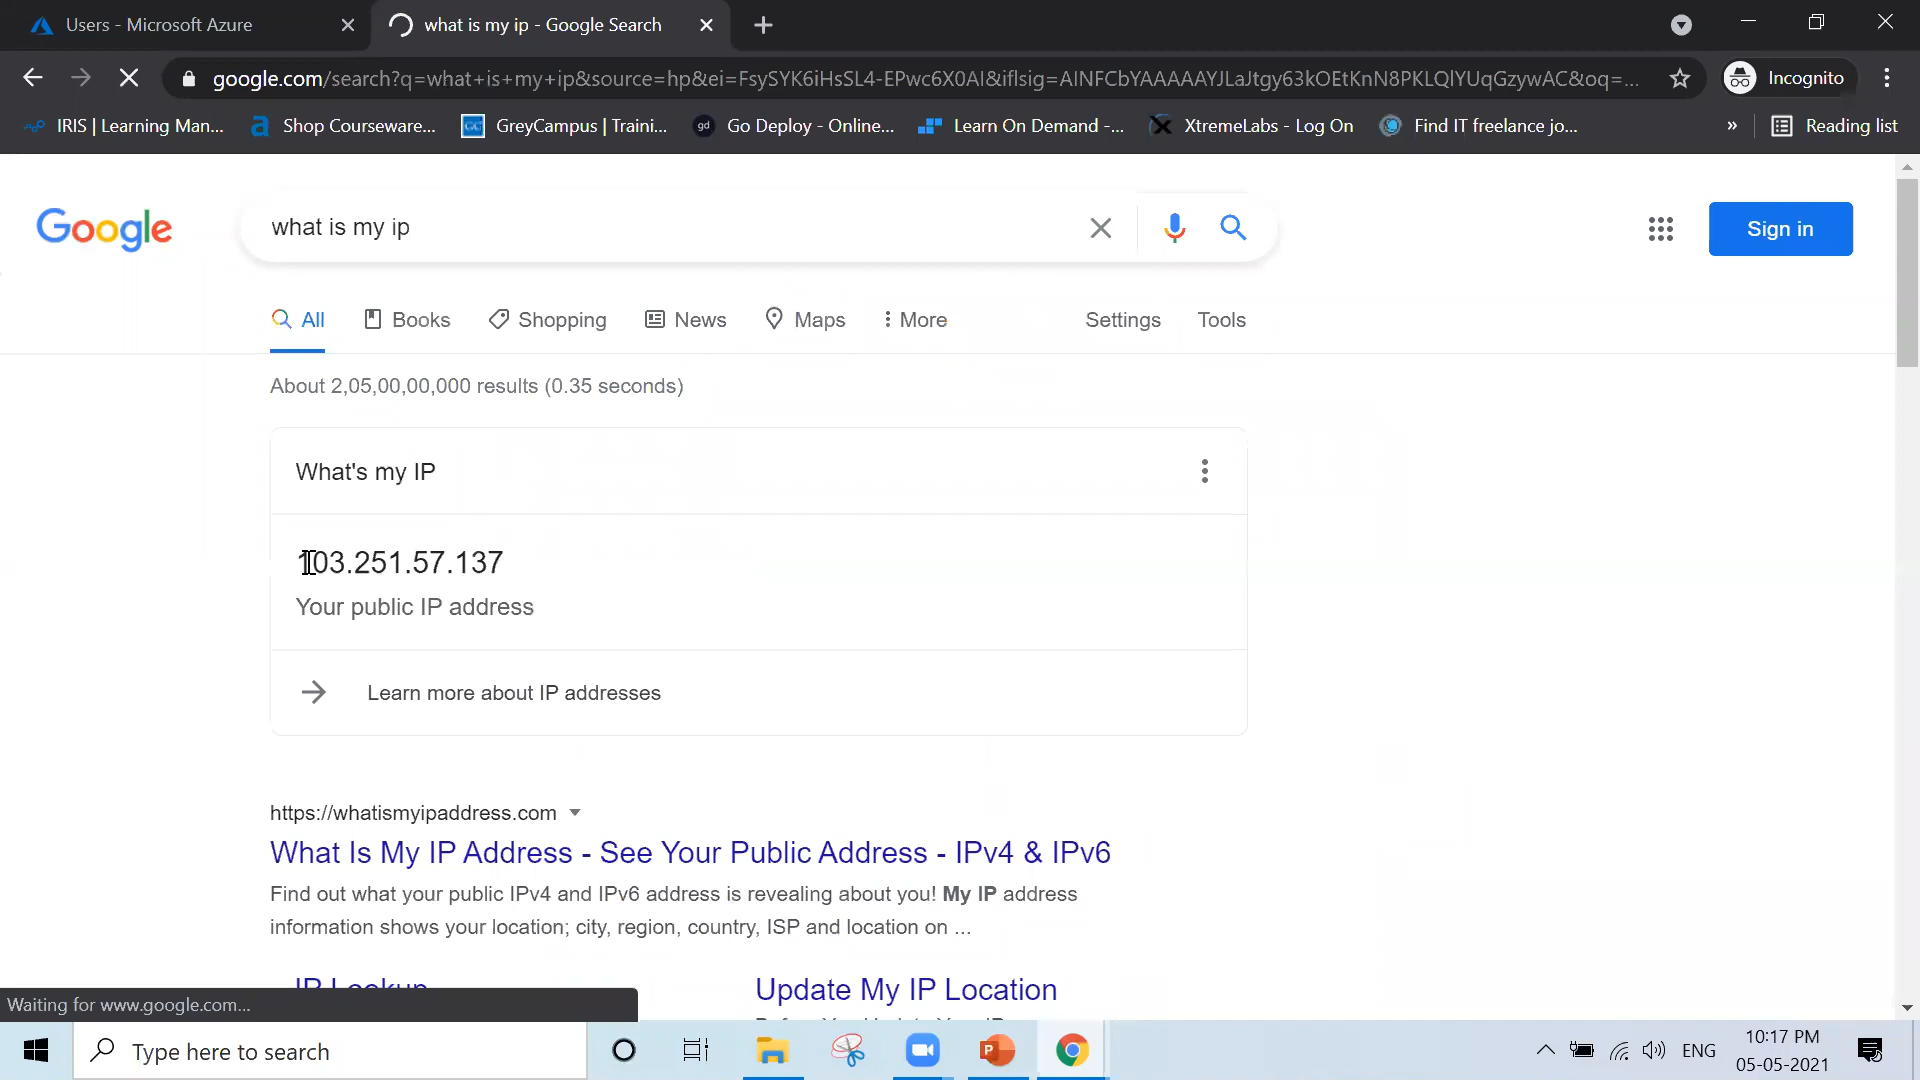 Users - Microsoft Azure
what is my ip - Google Search
google.com/search?q=what+is+my+ip&source=hp&ei=FsySYK6iHsSL4-EPwc6X0AI&iflsig=AINFCbYAAAAAYJLaJtgy63kOEtKnN8PKLQlYUqGzywAC&oq=...
Incognito
IRIS | Learning Man...
Shop Courseware...
GreyCampus | Traini...
Go Deploy - Online...
Learn On Demand -...
XtremeLabs - Log On
Find IT freelance jo...
»
Reading list
Google
what is my ip
Sign in
All
Books
Shopping
News
Maps
More
Settings
Tools
About 2,05,00,00,000 results (0.35 seconds)
What's my IP
103.251.57.137
Your public IP address
Learn more about IP addresses
https://whatismyipaddress.com
What Is My IP Address - See Your Public Address - IPv4 & IPv6
Find out what your public IPv4 and IPv6 address is revealing about you! My IP address
information shows your location; city, region, country, ISP and location on ...
IP Lookup
Update My IP Location
Waiting for www.google.com...
Type here to search
ENG
10:17 PM
05-05-2021